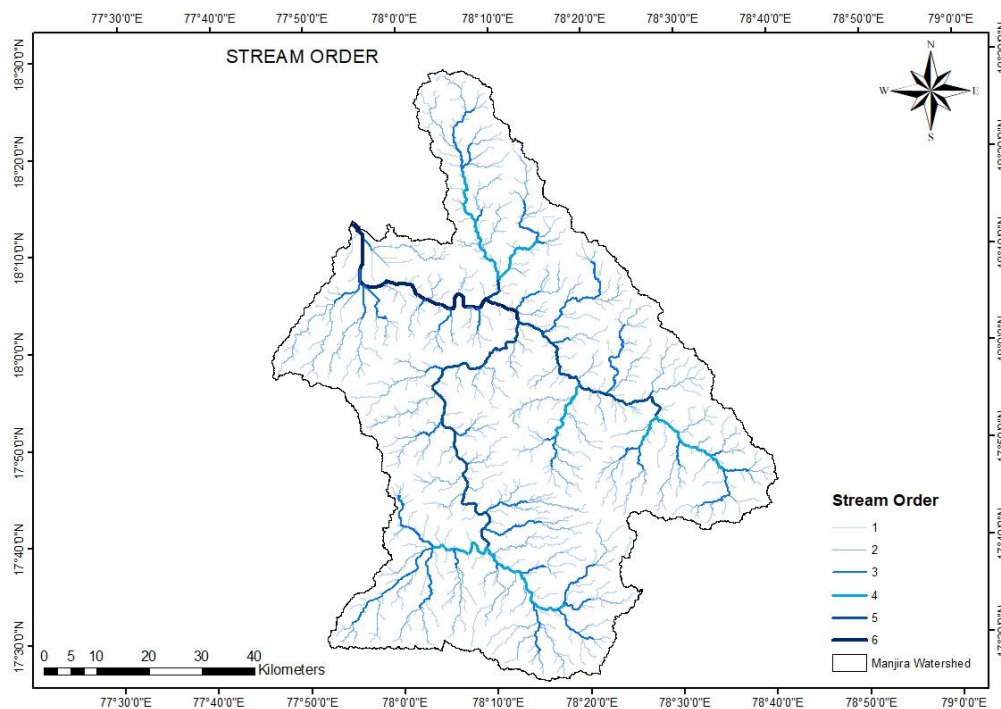 77°30'0"E 77°40'0"E 77°50'0"E 78°0'0"E 78°10'0"E 78°20'0"E 78°30'0"E 78°40'0"E 78°50'0"E 79°0'0"E
STREAM ORDER
N
W E
S
18°30'0"N
18°20'0"N
18°10'0"N
18°0'0"N
17°50'0"N
17°40'0"N
17°30'0"N
Stream Order
1
2
3
4
5
6
Manjira Watershed
0 5 10 20 30 40
Kilometers
77°30'0"E 77°40'0"E 77°50'0"E 78°0'0"E 78°10'0"E 78°20'0"E 78°30'0"E 78°40'0"E 78°50'0"E 79°0'0"E